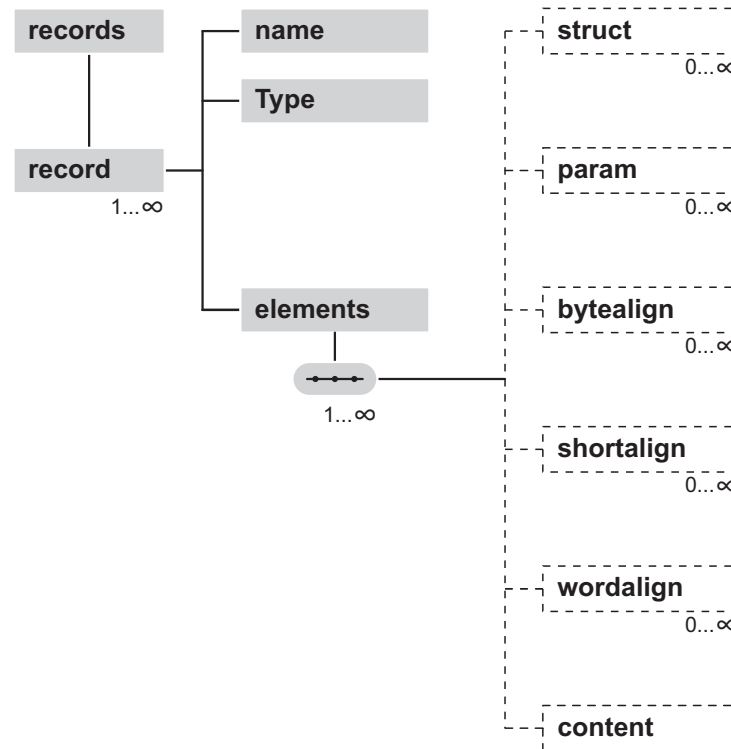 records
name
struct
0...∞
Type
record
1...∞
param
0...∞
elements
bytealign
0...∞
1...∞
shortalign
0...∞
wordalign
0...∞
content